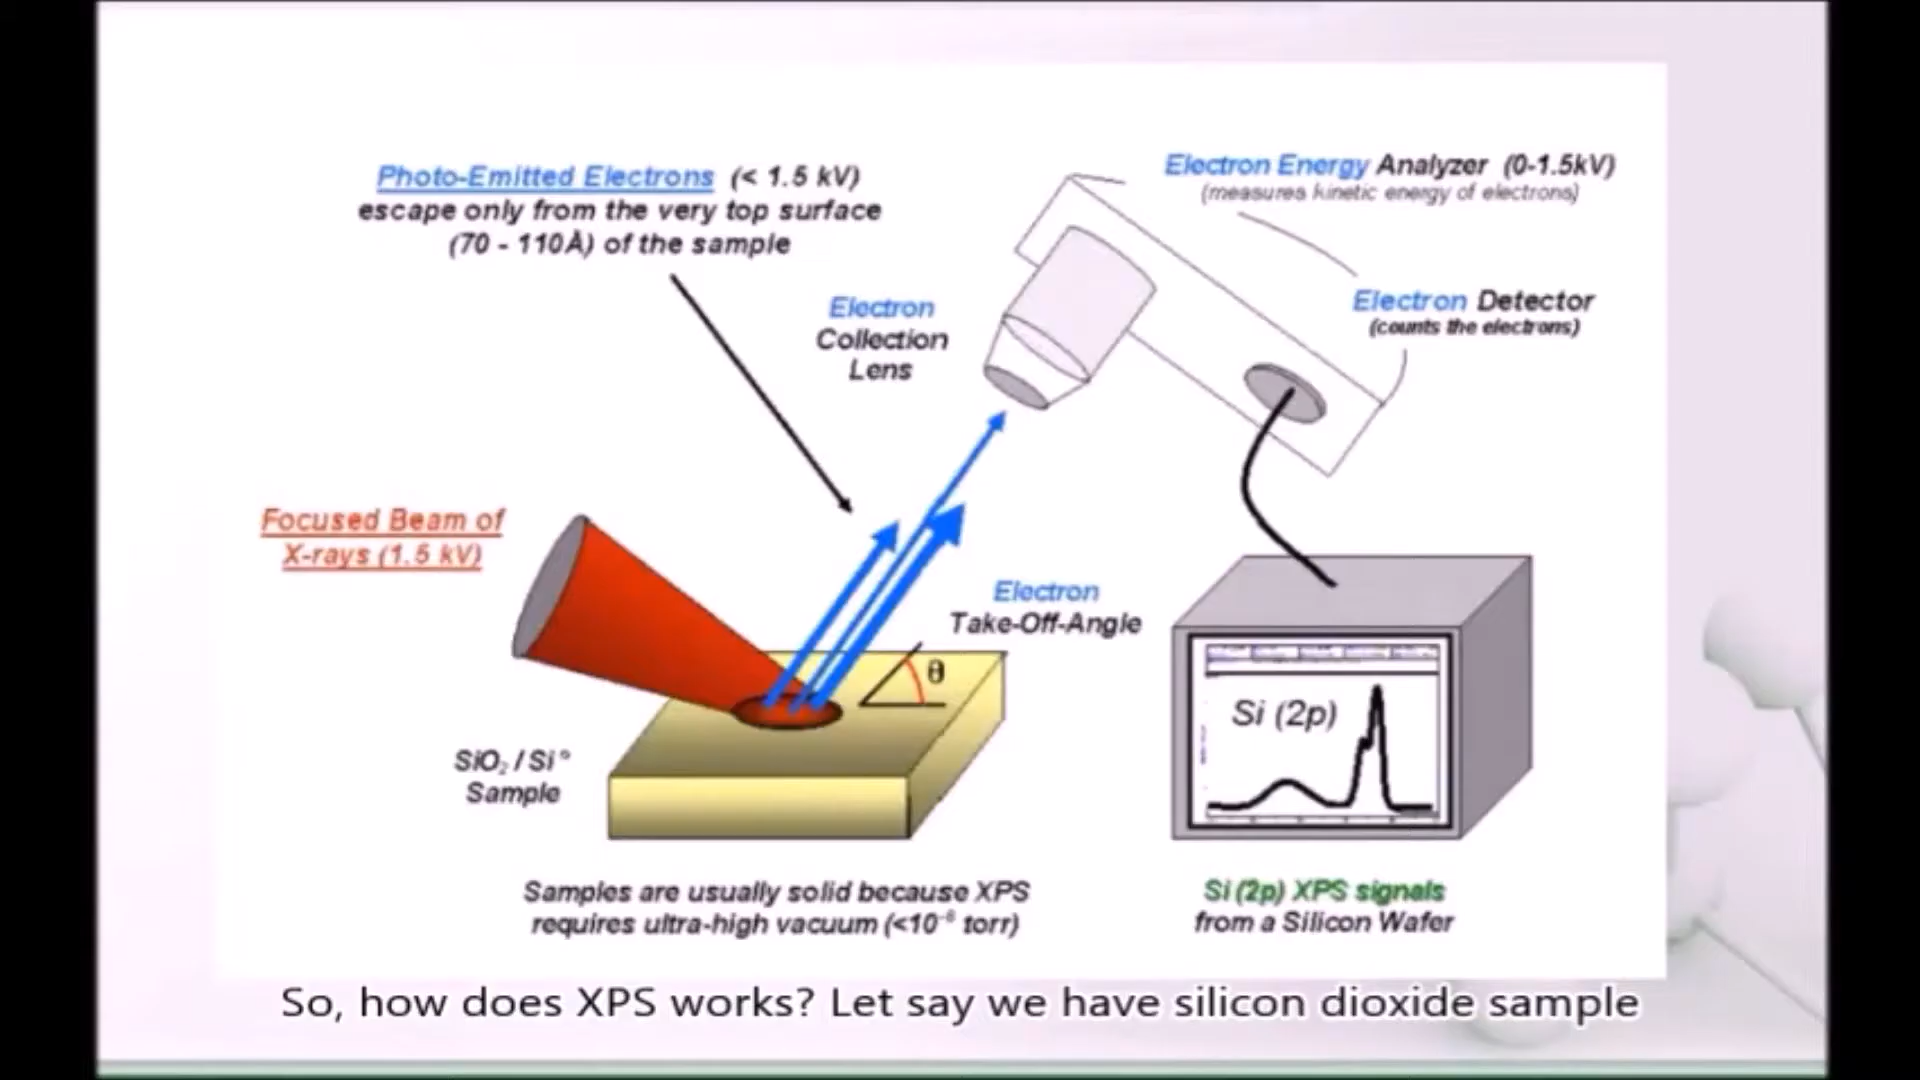 Photo-Emitted Electrons (< 1.5 kV)
escape only from the very top surface
(70 - 110Å) of the sample
Electron Energy Analyzer (0-1.5kV)
(measures kinetic energy of electrons)
Electron
Collection
Lens
Electron Detector
(counts the electrons)
Focused Beam of
X-rays (1.5 kV)
Electron
Take-Off-Angle
θ
SiO₂ / Si°
Sample
Si (2p)
Samples are usually solid because XPS
requires ultra-high vacuum (<10⁻⁸ torr)
Si (2p) XPS signals
from a Silicon Wafer
So, how does XPS works? Let say we have silicon dioxide sample